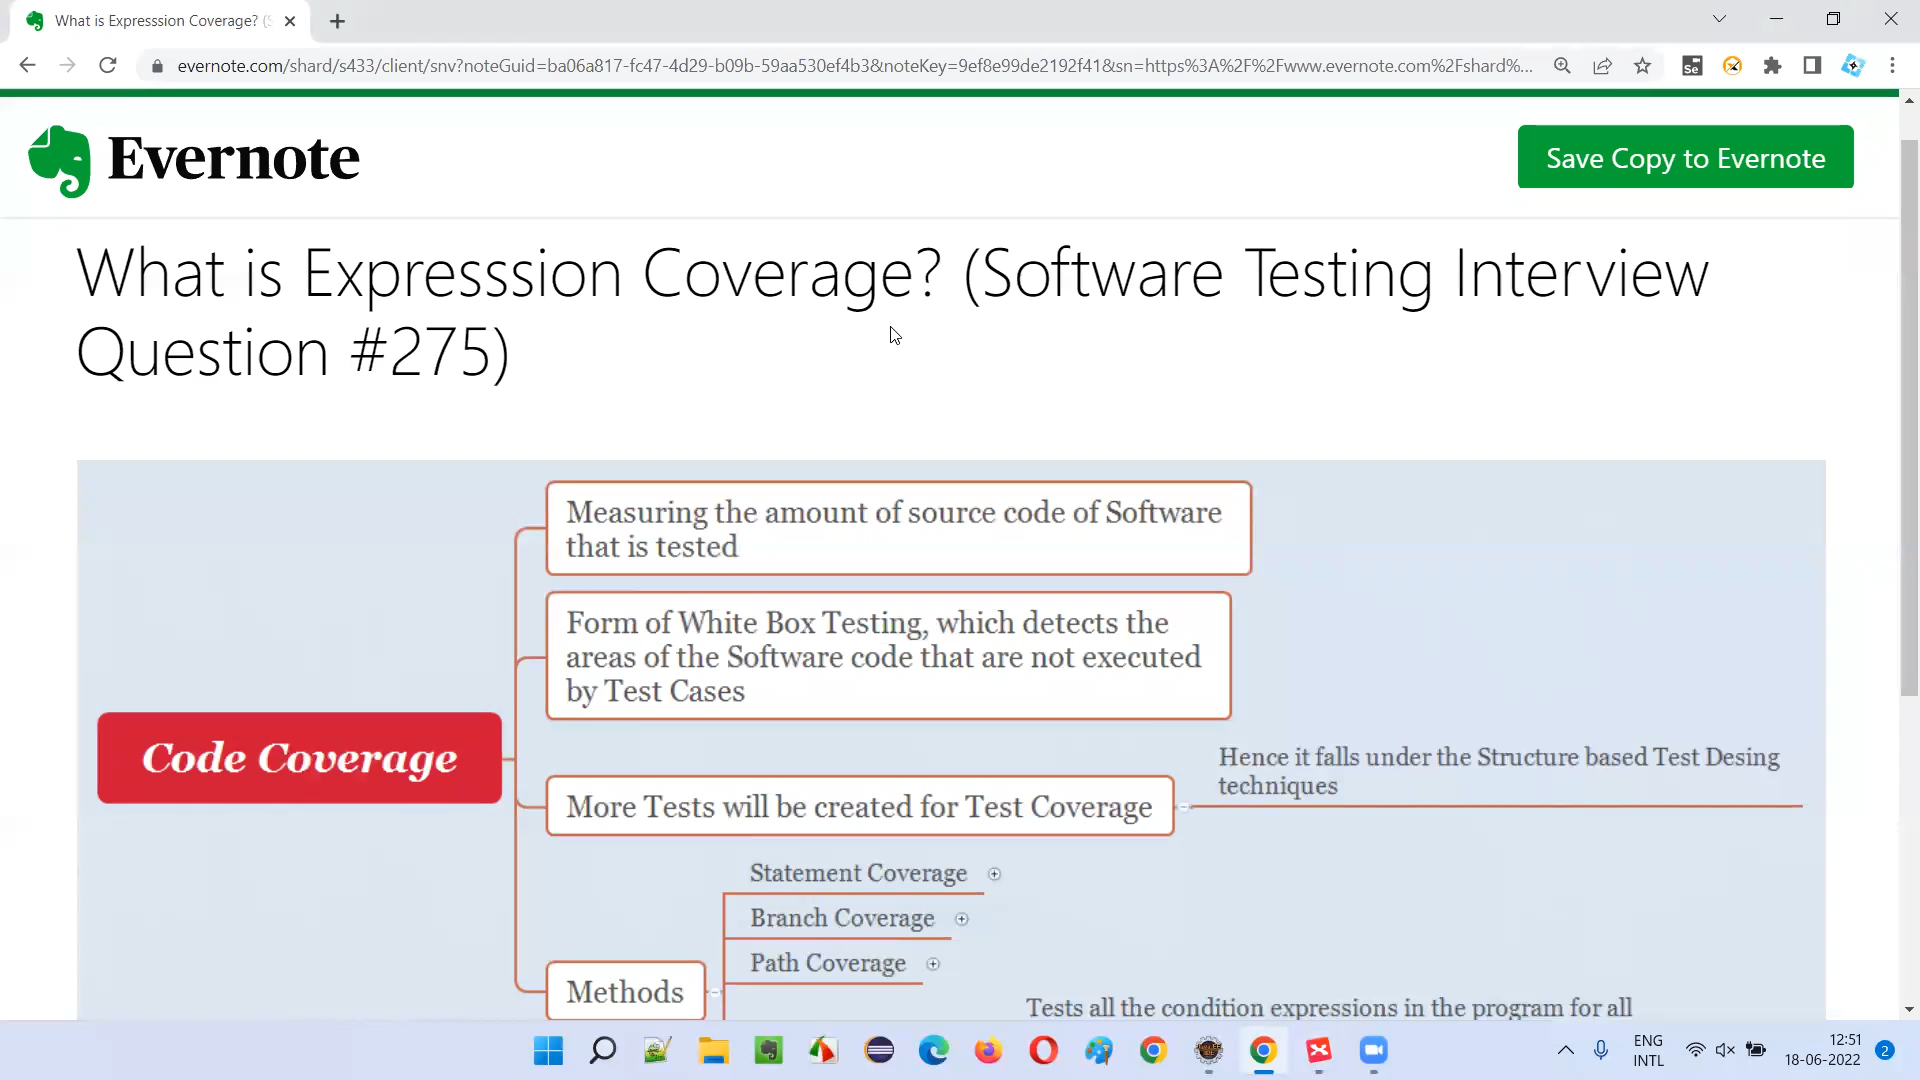 What is Expresssion Coverage? (S
evernote.com/shard/s433/client/snv?noteGuid=ba06a817-fc47-4d29-b09b-59aa530ef4b3&noteKey=9ef8e99de2192f41&sn=https%3A%2F%2Fwww.evernote.com%2Fshard%...
Se
Evernote
Save Copy to Evernote
What is Expresssion Coverage? (Software Testing Interview
Question #275)
Measuring the amount of source code of Software
that is tested
Form of White Box Testing, which detects the
areas of the Software code that are not executed
by Test Cases
Code Coverage
Hence it falls under the Structure based Test Desing
techniques
More Tests will be created for Test Coverage
Statement Coverage
Branch Coverage
Path Coverage
Methods
Tests all the condition expressions in the program for all
ENG
INTL
12:51
18-06-2022
2